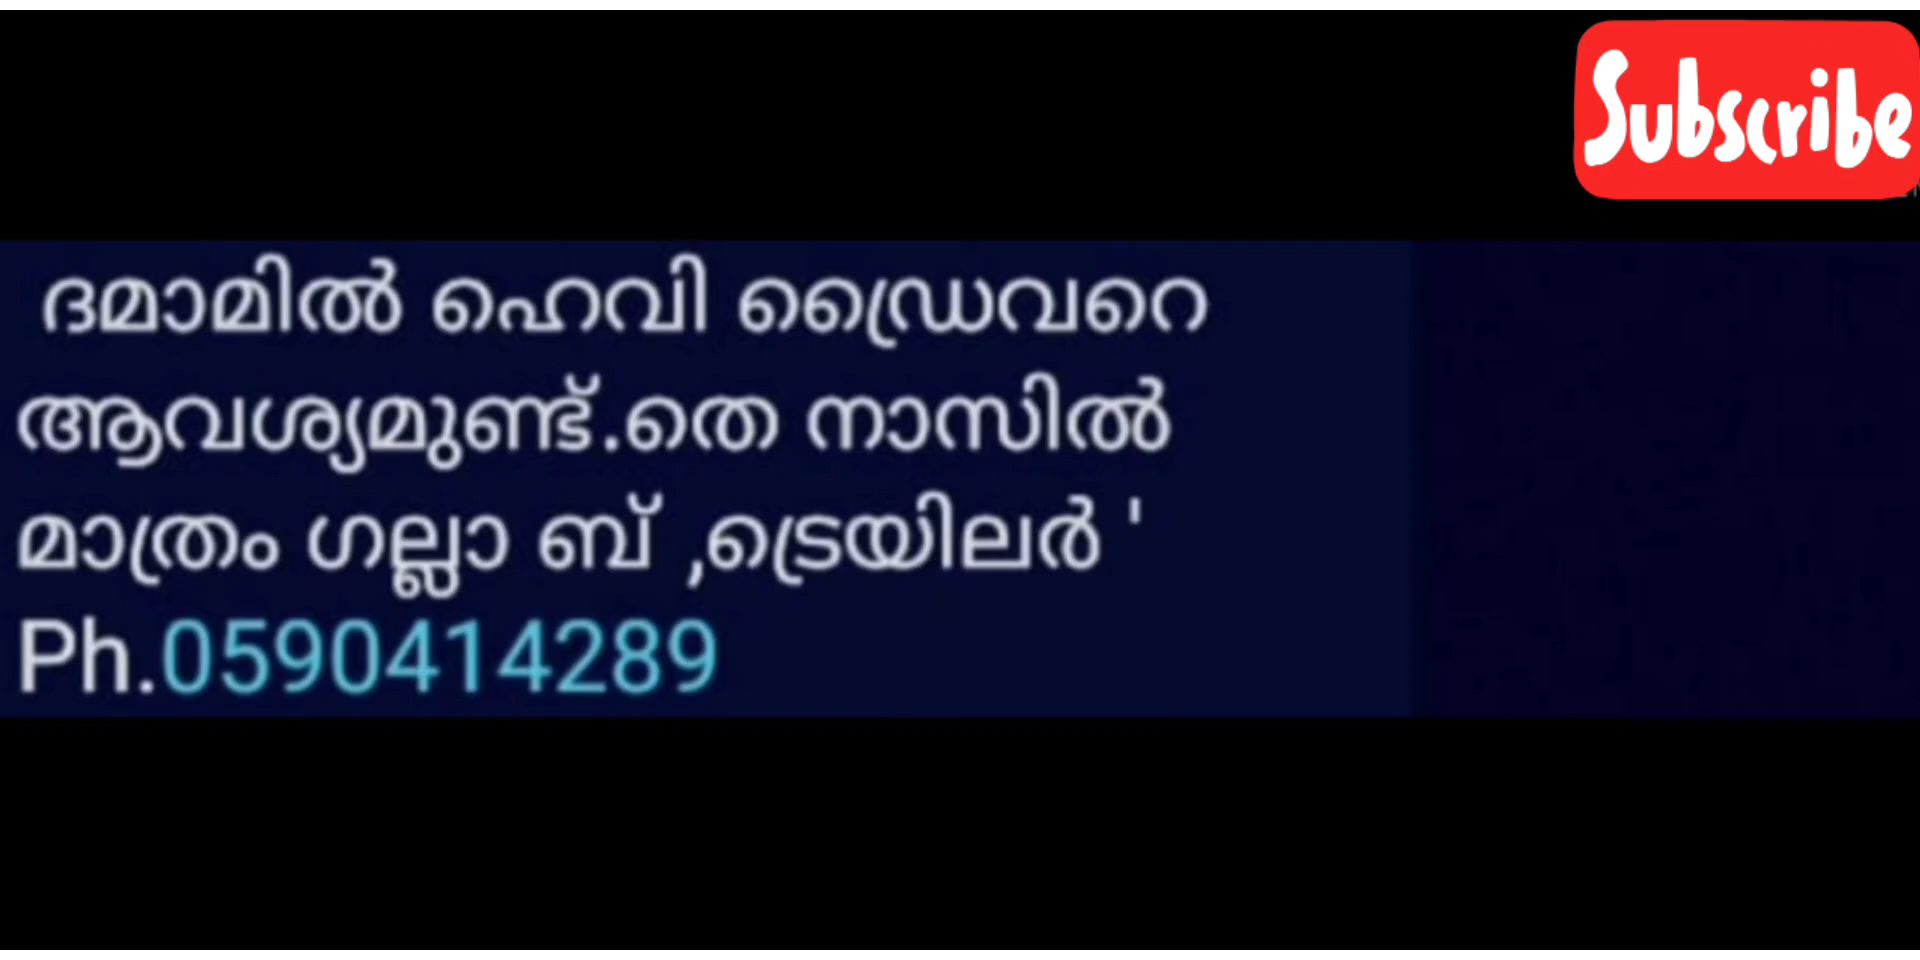 Subscribe
ദമാമിൽ ഹെവി ഡ്രൈവറെ
ആവശ്യമുണ്ട്.തെ നാസിൽ
മാത്രം ഗല്ലാ ബ് ,ട്രെയിലർ '
Ph.0590414289